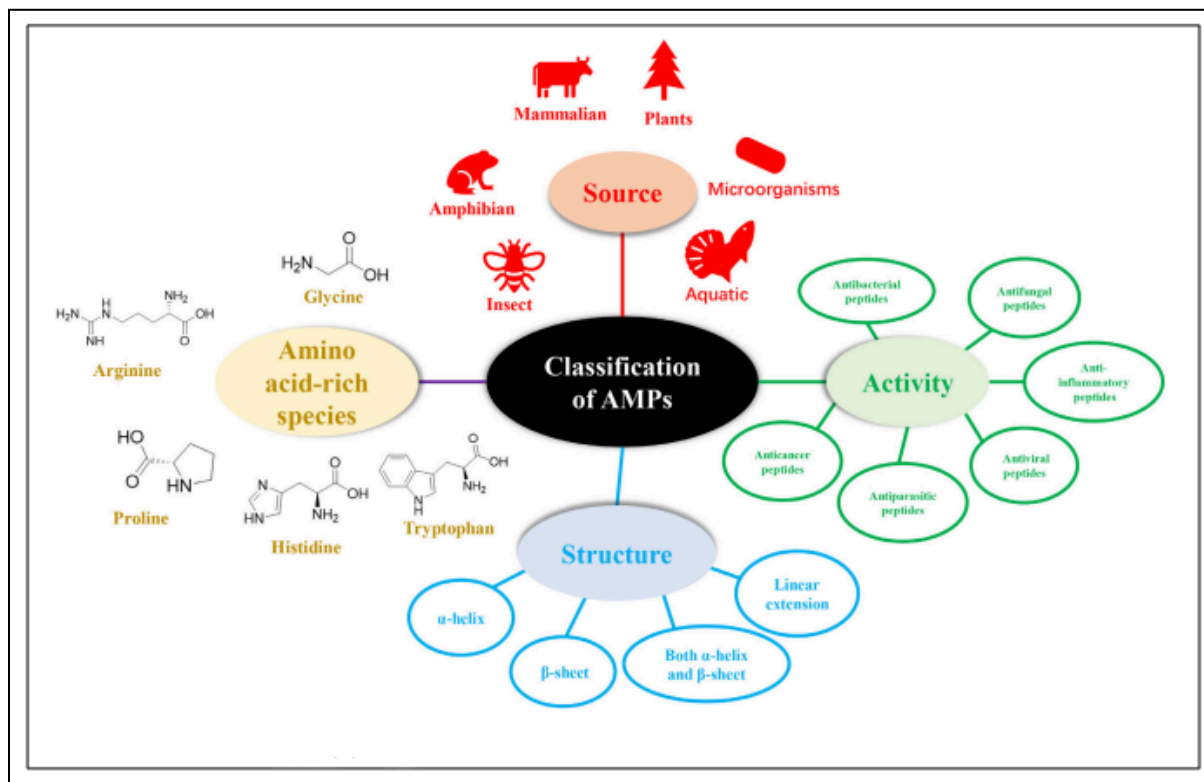 Mammalian
Plants
Amphibian
Source
Microorganisms
Insect
Aquatic
H₂N
O
OH
Glycine
H₂N
H
N
NH
NH₂
OH
O
Arginine
Amino
acid-rich
species
Classification
of AMPs
Activity
Antibacterial
peptides
Antifungal
peptides
Anti-
inflammatory
peptides
Antiviral
peptides
Antiparasitic
peptides
Anticancer
peptides
HO
O
HN
Proline
N
HN
O
OH
NH₂
Histidine
O
OH
NH₂
N
H
Tryptophan
Structure
α-helix
β-sheet
Both α-helix
and β-sheet
Linear
extension